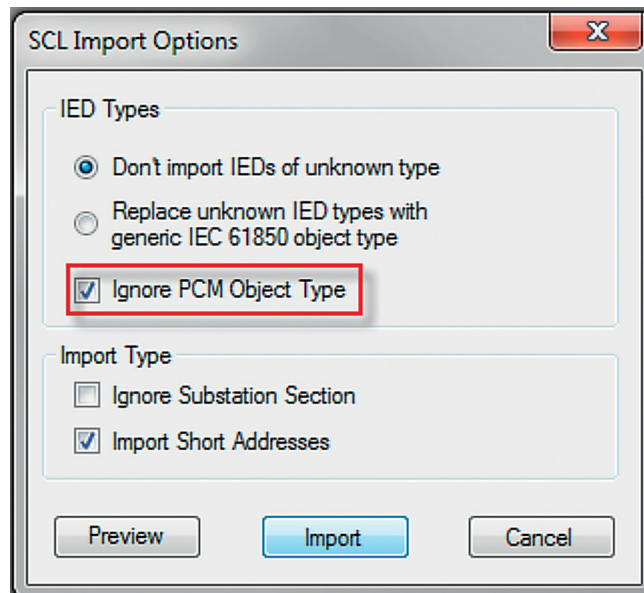 SCL Import Options
IED Types
Don't import IEDs of unknown type
Replace unknown IED types with
generic IEC 61850 object type
Ignore PCM Object Type
Import Type
Ignore Substation Section
Import Short Addresses
Preview
Import
Cancel